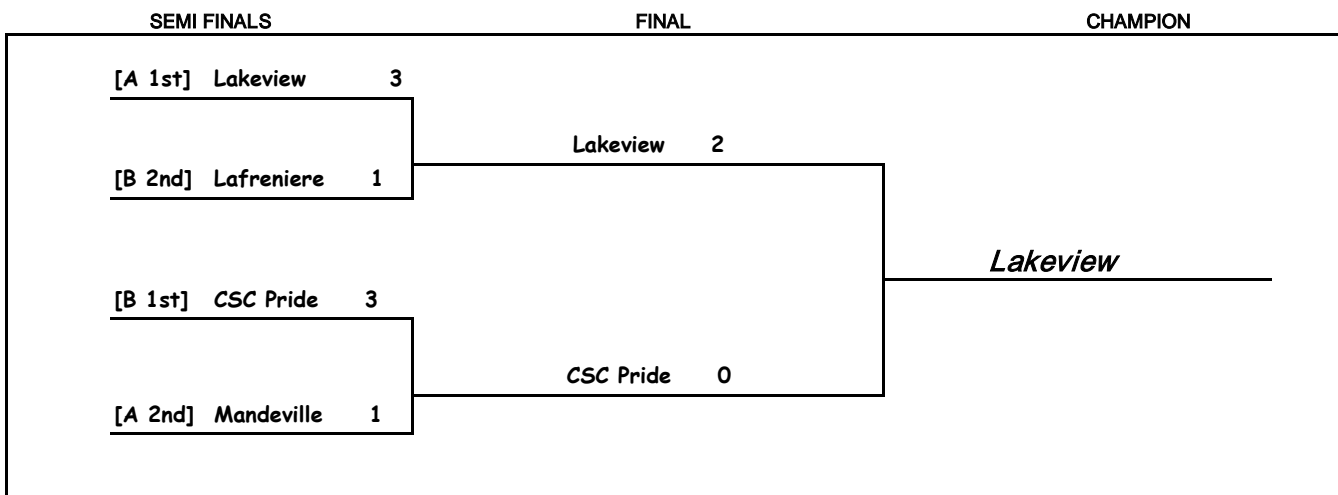 SEMI FINALS FINAL CHAMPION
[A 1st] Lakeview 3
Lakeview 2
[B 2nd] Lafreniere 1
Lakeview
[B 1st] CSC Pride 3
CSC Pride 0
[A 2nd] Mandeville 1